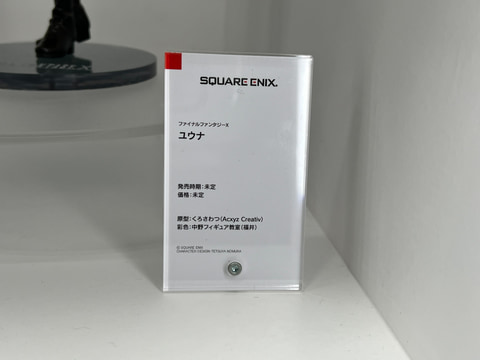 SQUARE ENIX.
ファイナルファンタジーX
ユウナ
発売時期：未定
価格：未定
原型：くろさわつ（Acxyz Creativ）
彩色：中野フィギュア教室（福井）
© SQUARE ENIX
CHARACTER DESIGN:TETSUYA NOMURA